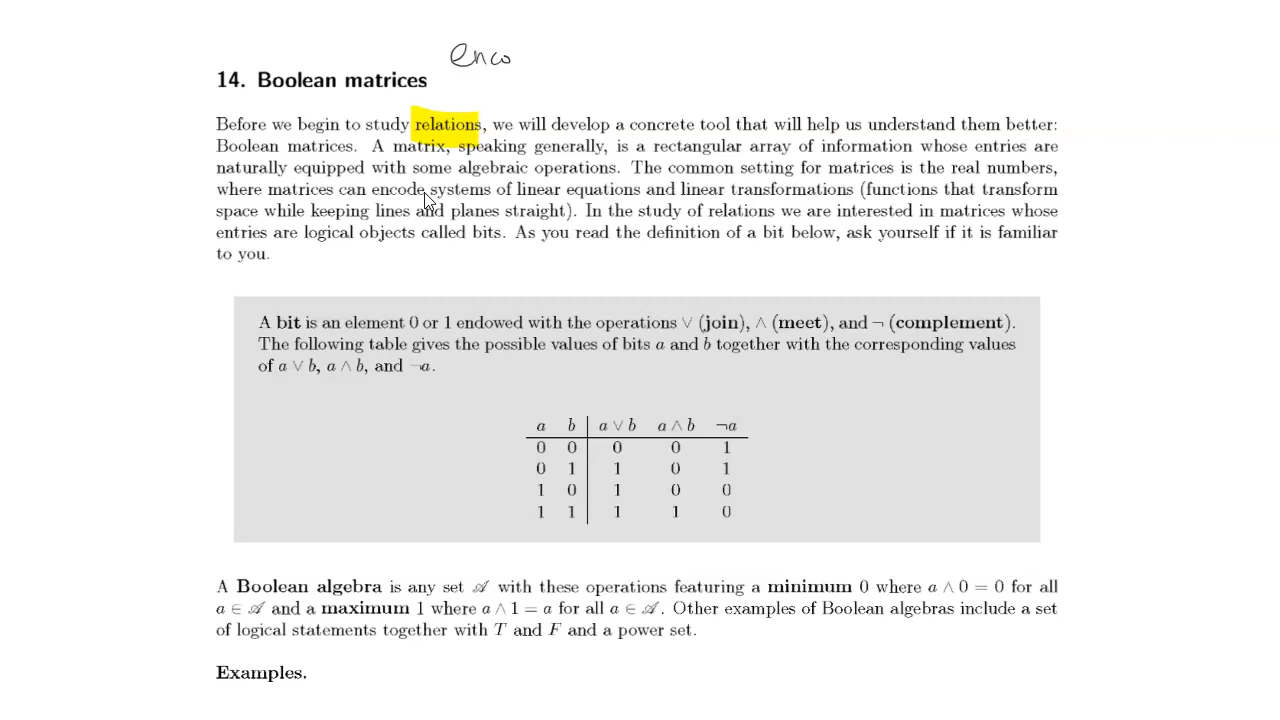 enco
14. Boolean matrices
Before we begin to study relations, we will develop a concrete tool that will help us understand them better:
Boolean matrices. A matrix, speaking generally, is a rectangular array of information whose entries are
naturally equipped with some algebraic operations. The common setting for matrices is the real numbers,
where matrices can encode systems of linear equations and linear transformations (functions that transform
space while keeping lines and planes straight). In the study of relations we are interested in matrices whose
entries are logical objects called bits. As you read the definition of a bit below, ask yourself if it is familiar
to you.
A bit is an element 0 or 1 endowed with the operations ∨ (join), ∧ (meet), and ¬ (complement).
The following table gives the possible values of bits a and b together with the corresponding values
of a ∨ b, a ∧ b, and ¬a.
a b a ∨ b a ∧ b ¬a
0 0 0 0 1
0 1 1 0 1
1 0 1 0 0
1 1 1 1 0
A Boolean algebra is any set 𝒜 with these operations featuring a minimum 0 where a ∧ 0 = 0 for all
a ∈ 𝒜 and a maximum 1 where a ∧ 1 = a for all a ∈ 𝒜. Other examples of Boolean algebras include a set
of logical statements together with T and F and a power set.
Examples.